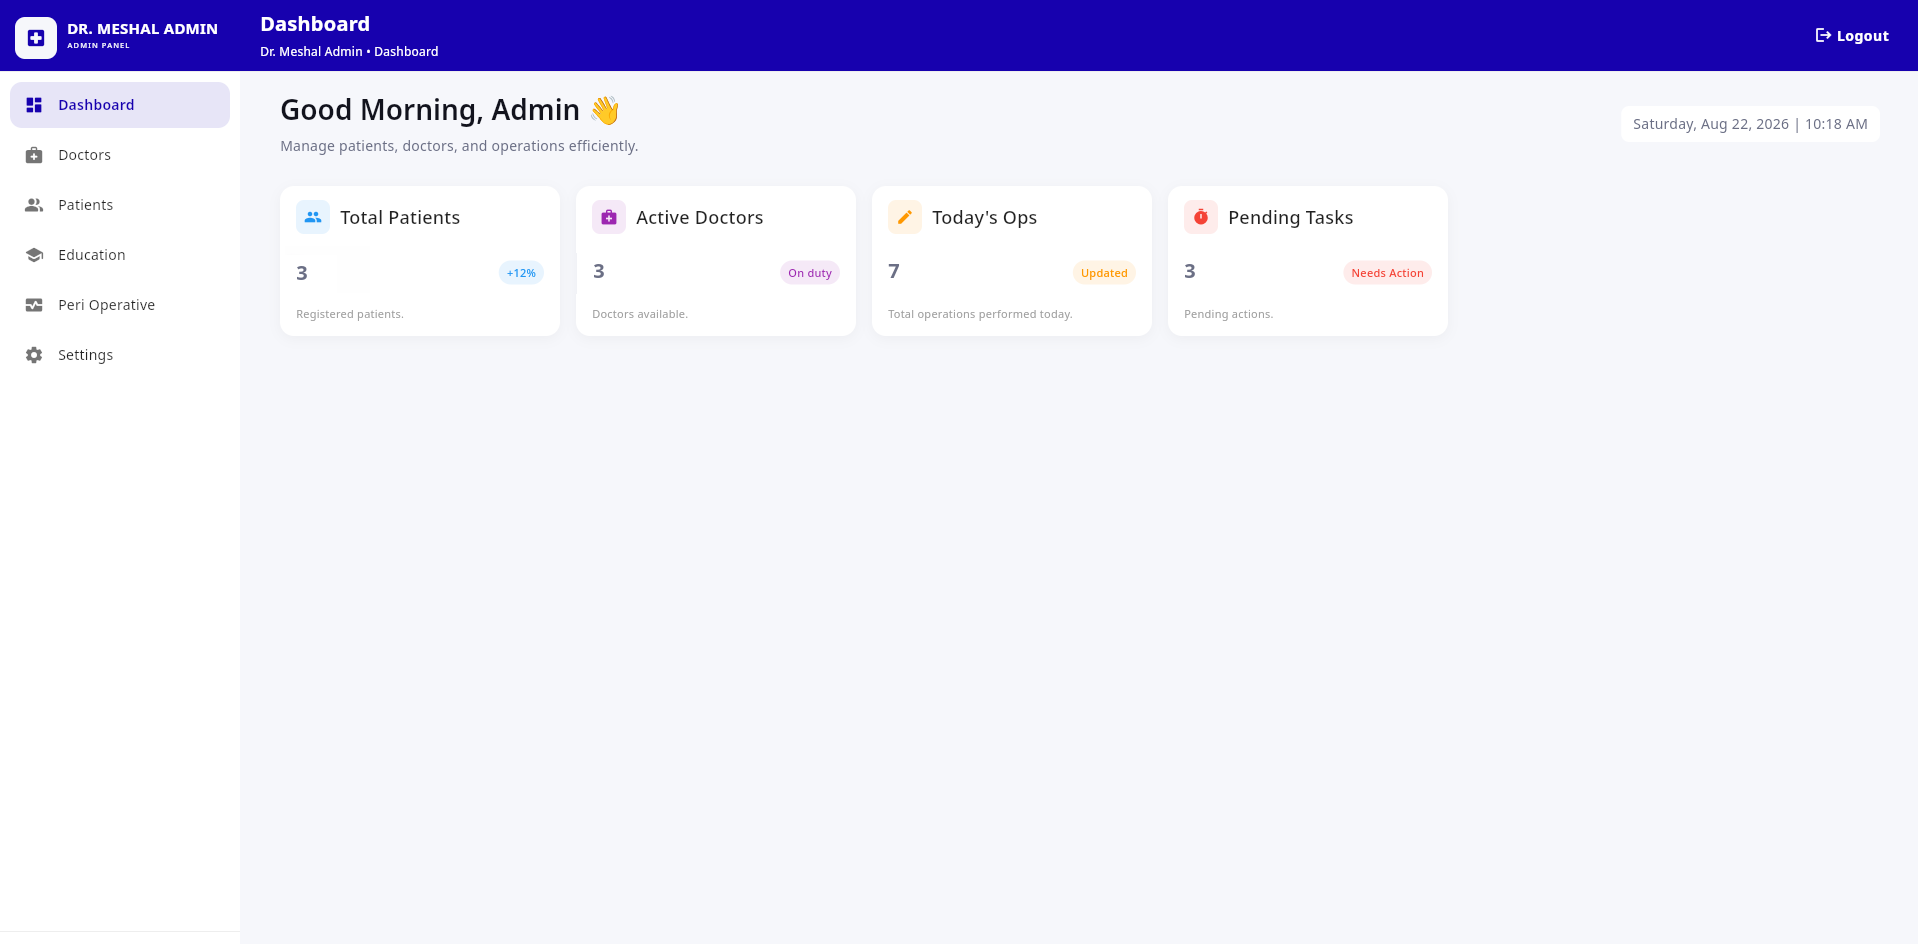 DR. MESHAL ADMIN
ADMIN PANEL
Dashboard
Dr. Meshal Admin • Dashboard
Logout
Dashboard
Doctors
Patients
Education
Peri Operative
Settings
Good Morning, Admin 👋
Manage patients, doctors, and operations efficiently.
Saturday, Aug 22, 2026 | 10:18 AM
Total Patients
3
+12%
Registered patients.
Active Doctors
3
On duty
Doctors available.
Today's Ops
7
Updated
Total operations performed today.
Pending Tasks
3
Needs Action
Pending actions.